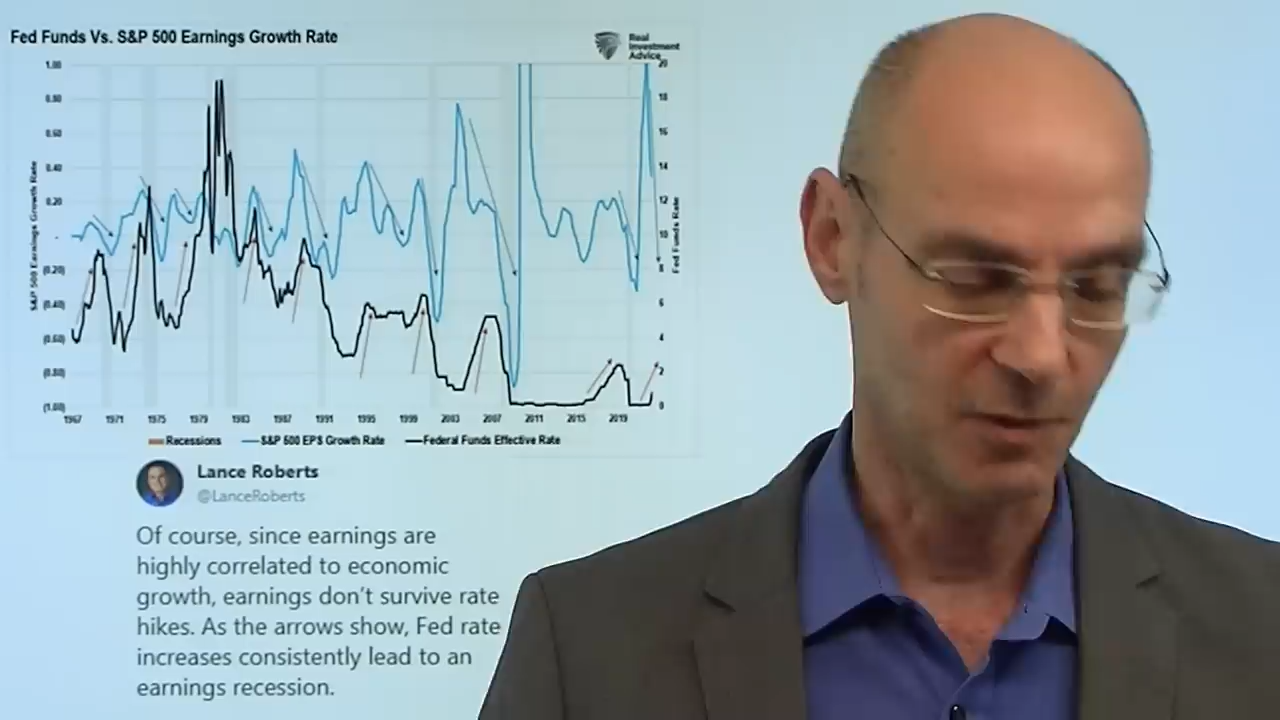 Fed Funds Vs. S&P 500 Earnings Growth Rate
Real
Investment
Advice
1.00
0.80
0.60
0.40
0.20
-
(0.20)
(0.40)
(0.60)
(0.80)
(1.00)
S&P 500 Earnings Growth Rate
20
18
16
14
12
10
8
6
4
2
0
Fed Funds Rate
1967 1971 1975 1979 1983 1987 1991 1995 1999 2003 2007 2011 2015 2019
Recessions S&P 500 EPS Growth Rate Federal Funds Effective Rate
Lance Roberts
@LanceRoberts
Of course, since earnings are
highly correlated to economic
growth, earnings don't survive rate
hikes. As the arrows show, Fed rate
increases consistently lead to an
earnings recession.